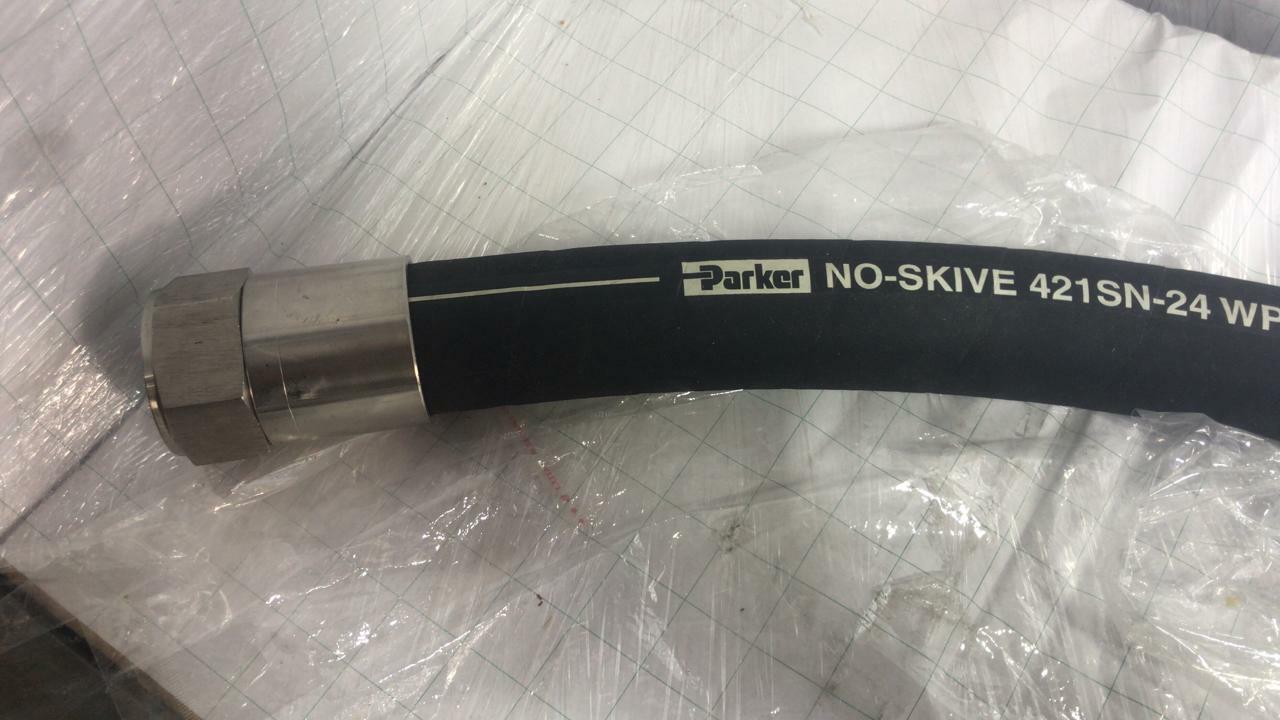 Parker NO-SKIVE 421SN-24 WP